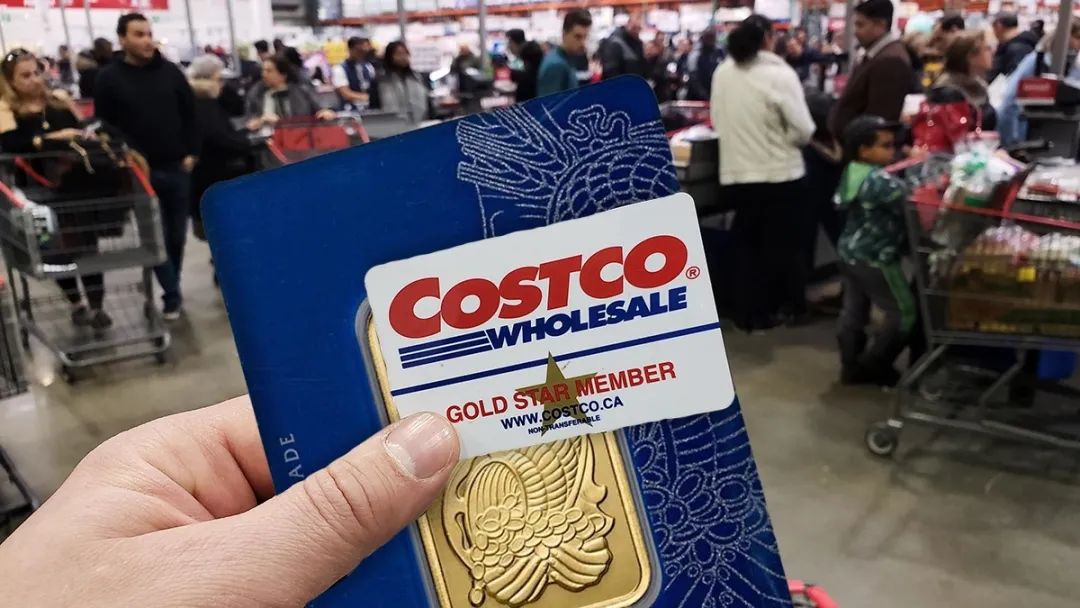 COSTCO®
WHOLESALE
GOLD STAR MEMBER
WWW.COSTCO.CA
NON-TRANSFERABLE
ADE